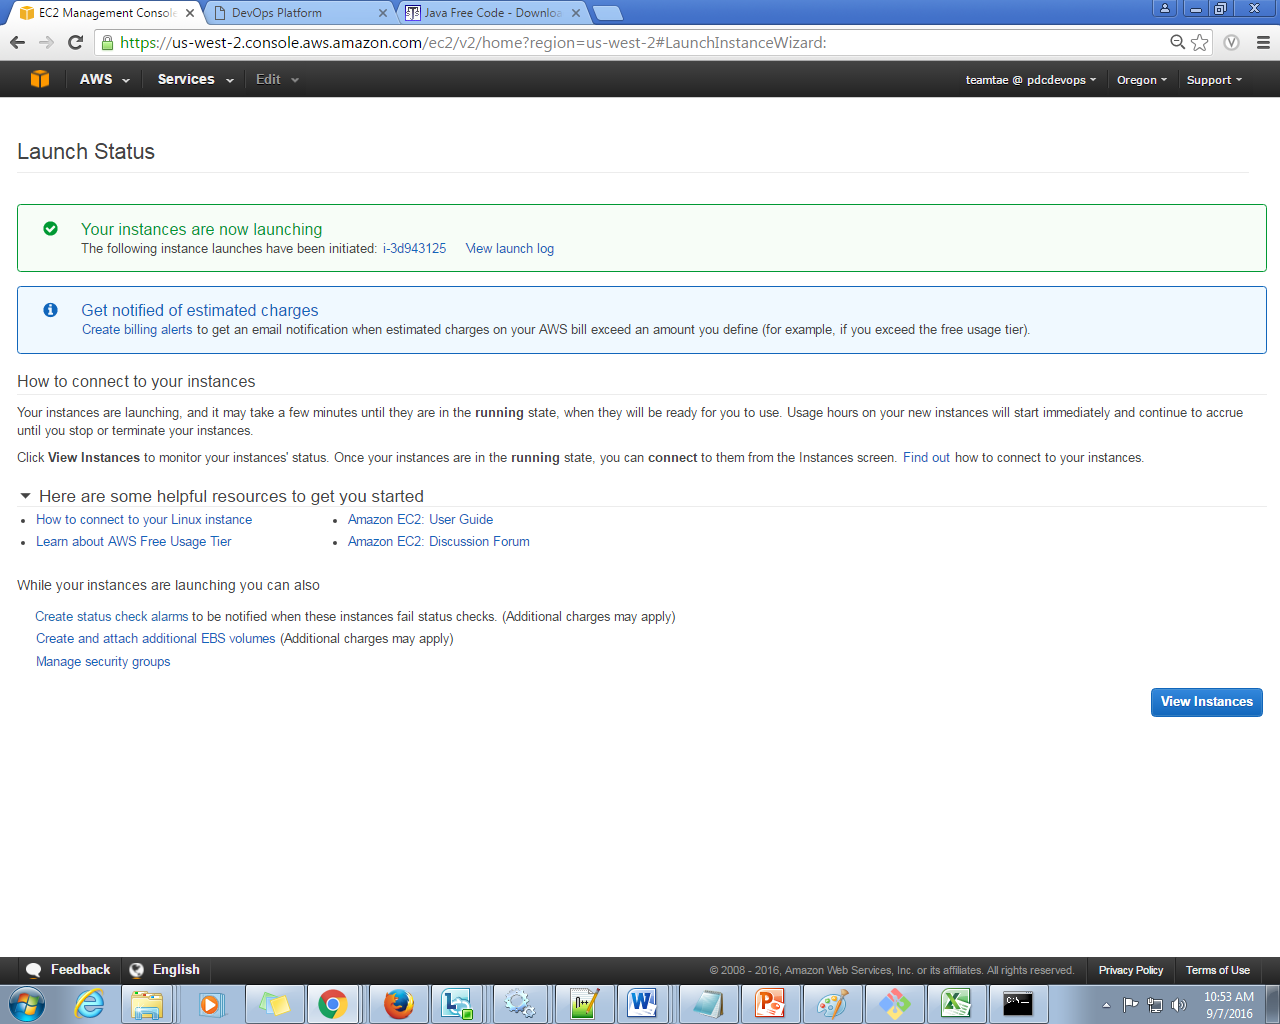 EC2 Management Console
DevOps Platform
Java Free Code - Downloa
https://us-west-2.console.aws.amazon.com/ec2/v2/home?region=us-west-2#LaunchInstanceWizard:
AWS Services Edit teamtae @ pdcdevops Oregon Support
Launch Status
Your instances are now launching
The following instance launches have been initiated: i-3d943125 View launch log
Get notified of estimated charges
Create billing alerts to get an email notification when estimated charges on your AWS bill exceed an amount you define (for example, if you exceed the free usage tier).
How to connect to your instances
Your instances are launching, and it may take a few minutes until they are in the running state, when they will be ready for you to use. Usage hours on your new instances will start immediately and continue to accrue
until you stop or terminate your instances.
Click View Instances to monitor your instances' status. Once your instances are in the running state, you can connect to them from the Instances screen. Find out how to connect to your instances.
Here are some helpful resources to get you started
How to connect to your Linux instance
Amazon EC2: User Guide
Learn about AWS Free Usage Tier
Amazon EC2: Discussion Forum
While your instances are launching you can also
Create status check alarms to be notified when these instances fail status checks. (Additional charges may apply)
Create and attach additional EBS volumes (Additional charges may apply)
Manage security groups
View Instances
Feedback English © 2008 - 2016, Amazon Web Services, Inc. or its affiliates. All rights reserved. Privacy Policy Terms of Use
10:53 AM
9/7/2016